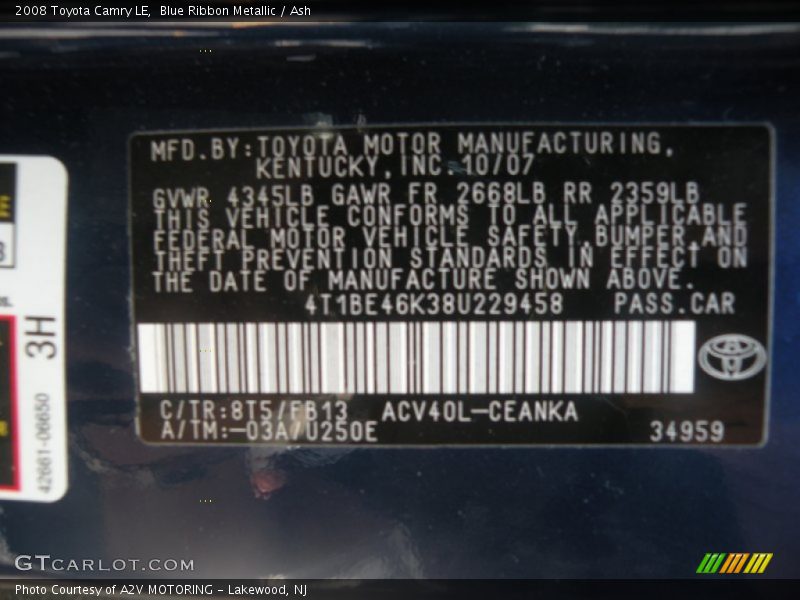 2008 Toyota Camry LE, Blue Ribbon Metallic / Ash
MFD.BY:TOYOTA MOTOR MANUFACTURING,
KENTUCKY,INC.10/07
GVWR 4345LB GAWR FR 2668LB RR 2359LB
THIS VEHICLE CONFORMS TO ALL APPLICABLE
FEDERAL MOTOR VEHICLE SAFETY,BUMPER,AND
THEFT PREVENTION STANDARDS IN EFFECT ON
THE DATE OF MANUFACTURE SHOWN ABOVE.
4T1BE46K38U229458 PASS.CAR
C/TR:8T5/FB13 ACV40L-CEANKA
A/TM:-03A/U250E 34959
3H
42661-06650
GTCARLOT.COM
Photo Courtesy of A2V MOTORING - Lakewood, NJ